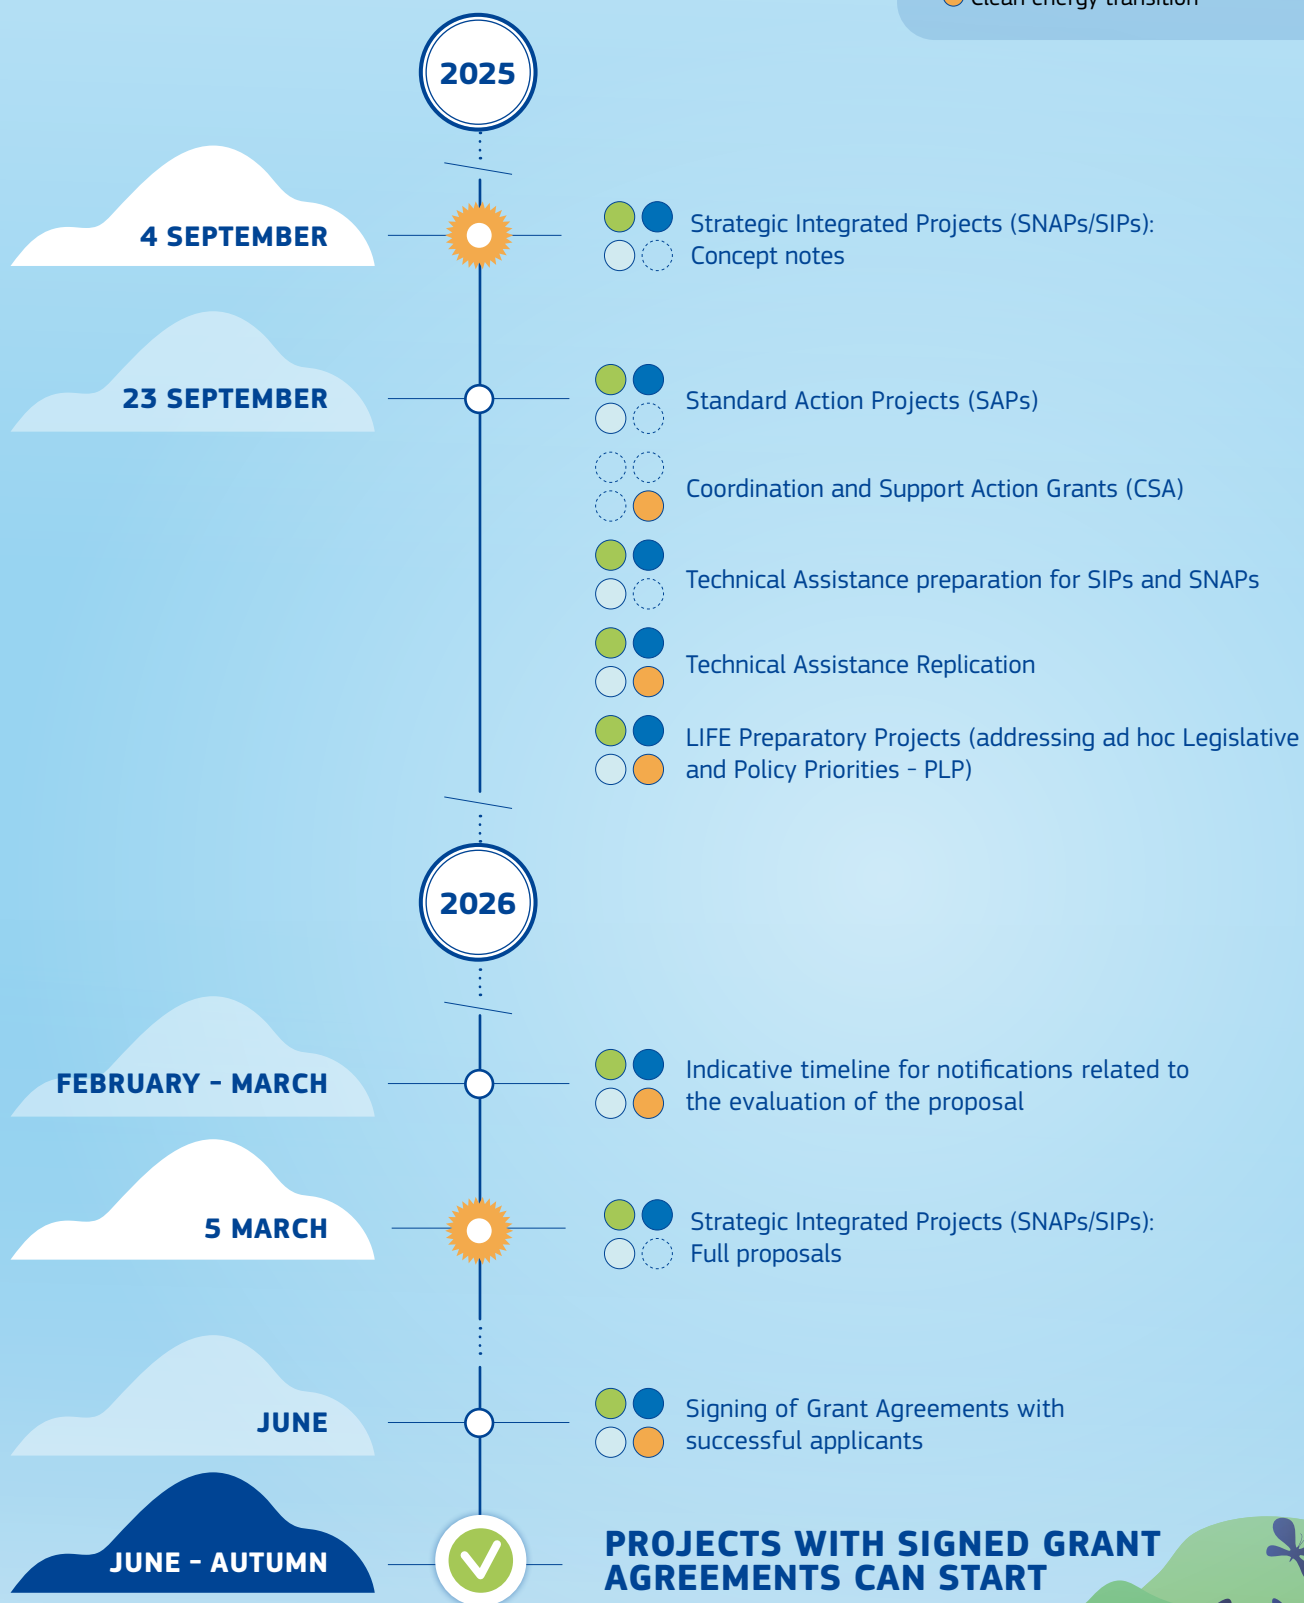 Clean energy transition
2025
4 SEPTEMBER
Strategic Integrated Projects (SNAPs/SIPs):
Concept notes
23 SEPTEMBER
Standard Action Projects (SAPs)
Coordination and Support Action Grants (CSA)
Technical Assistance preparation for SIPs and SNAPs
Technical Assistance Replication
LIFE Preparatory Projects (addressing ad hoc Legislative
and Policy Priorities - PLP)
2026
FEBRUARY - MARCH
Indicative timeline for notifications related to
the evaluation of the proposal
5 MARCH
Strategic Integrated Projects (SNAPs/SIPs):
Full proposals
JUNE
Signing of Grant Agreements with
successful applicants
JUNE - AUTUMN
PROJECTS WITH SIGNED GRANT
AGREEMENTS CAN START